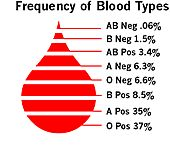 Frequency of Blood Types
AB Neg .06%
B Neg 1.5%
AB Pos 3.4%
A Neg 6.3%
O Neg 6.6%
B Pos 8.5%
A Pos 35%
O Pos 37%